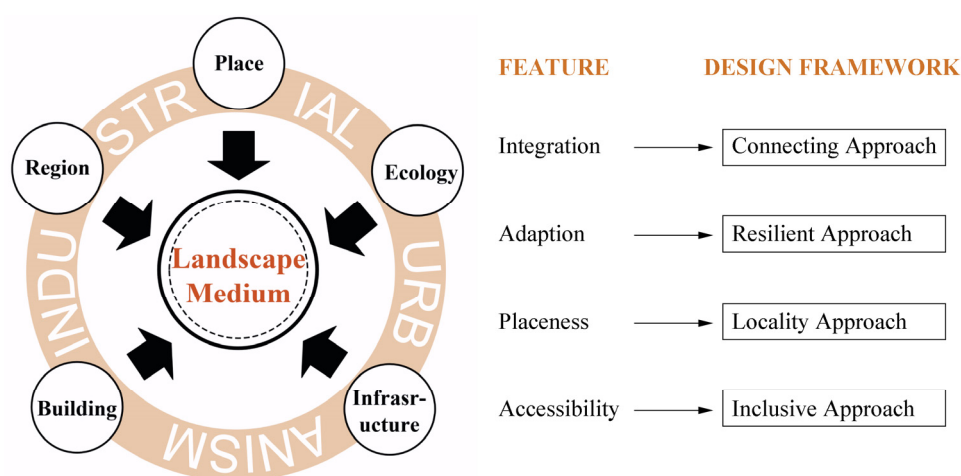 Place
INDU
STR
IAL
URB
ANISM
Region
Ecology
Landscape
Medium
Building
Infrasr-
ucture
FEATURE DESIGN FRAMEWORK
Integration Connecting Approach
Adaption Resilient Approach
Placeness Locality Approach
Accessibility Inclusive Approach